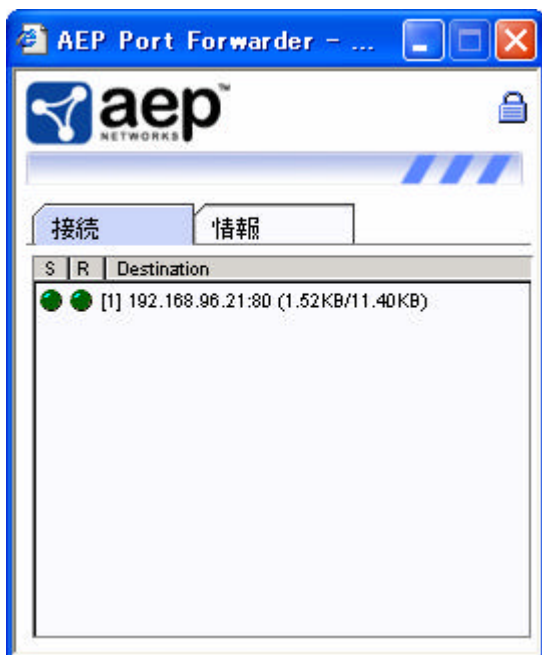 AEP Port Forwarder - ...
aep™
NETWORKS
接続 情報
S R Destination
[1] 192.168.96.21:80 (1.52KB/11.40KB)